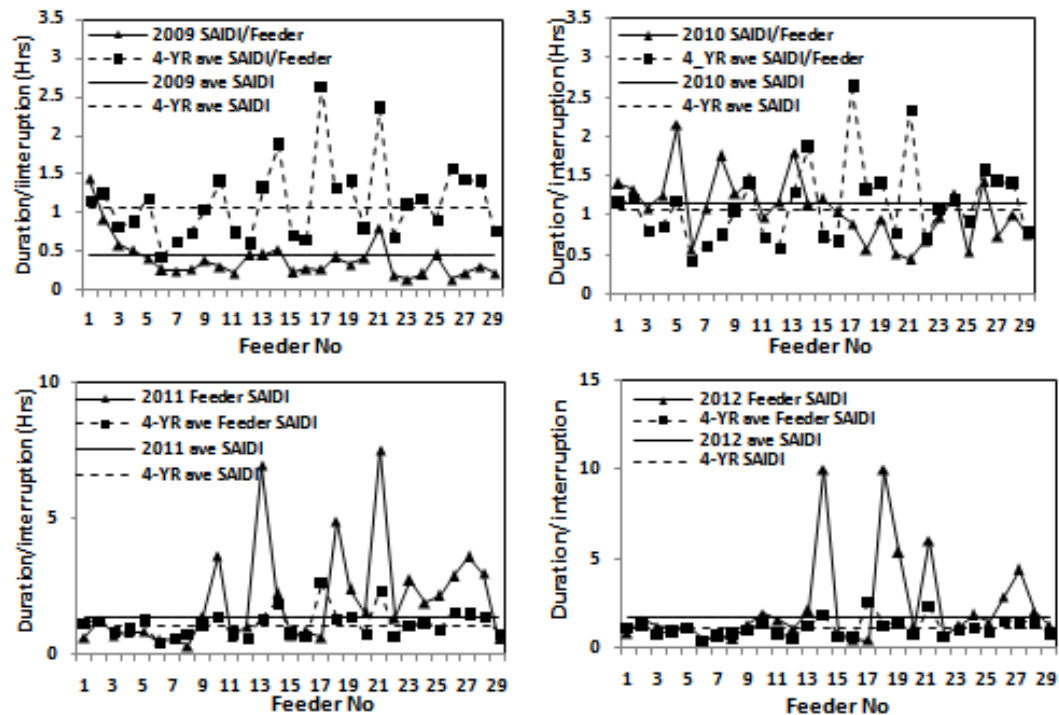 3.5
3
2.5
2
1.5
1
0.5
0
Duration/iinterruption (Hrs)
2009 SAIDI/Feeder
4-YR ave SAIDI/Feeder
2009 ave SAIDI
4-YR ave SAIDI
1 3 5 7 9 11 13 15 17 19 21 23 25 27 29
Feeder No
3.5
3
2.5
2
1.5
1
0.5
0
Duration/interruption (Hrs)
2010 SAIDI/Feeder
4_YR ave SAIDI/Feeder
2010 ave SAIDI
4-YR ave SAIDI
1 3 5 7 9 11 13 15 17 19 21 23 25 27 29
Feeder No
10
5
0
Duration/interruption (Hrs)
2011 Feeder SAIDI
4-YR ave Feeder SAIDI
2011 ave SAIDI
4-YR ave SAIDI
1 3 5 7 9 11 13 15 17 19 21 23 25 27 29
Feeder No
15
10
5
0
Duration/interruption
2012 Feeder SAIDI
4-YR ave Feeder SAIDI
2012 ave SAIDI
4-YR SAIDI
1 3 5 7 9 11 13 15 17 19 21 23 25 27 29
Feeder No